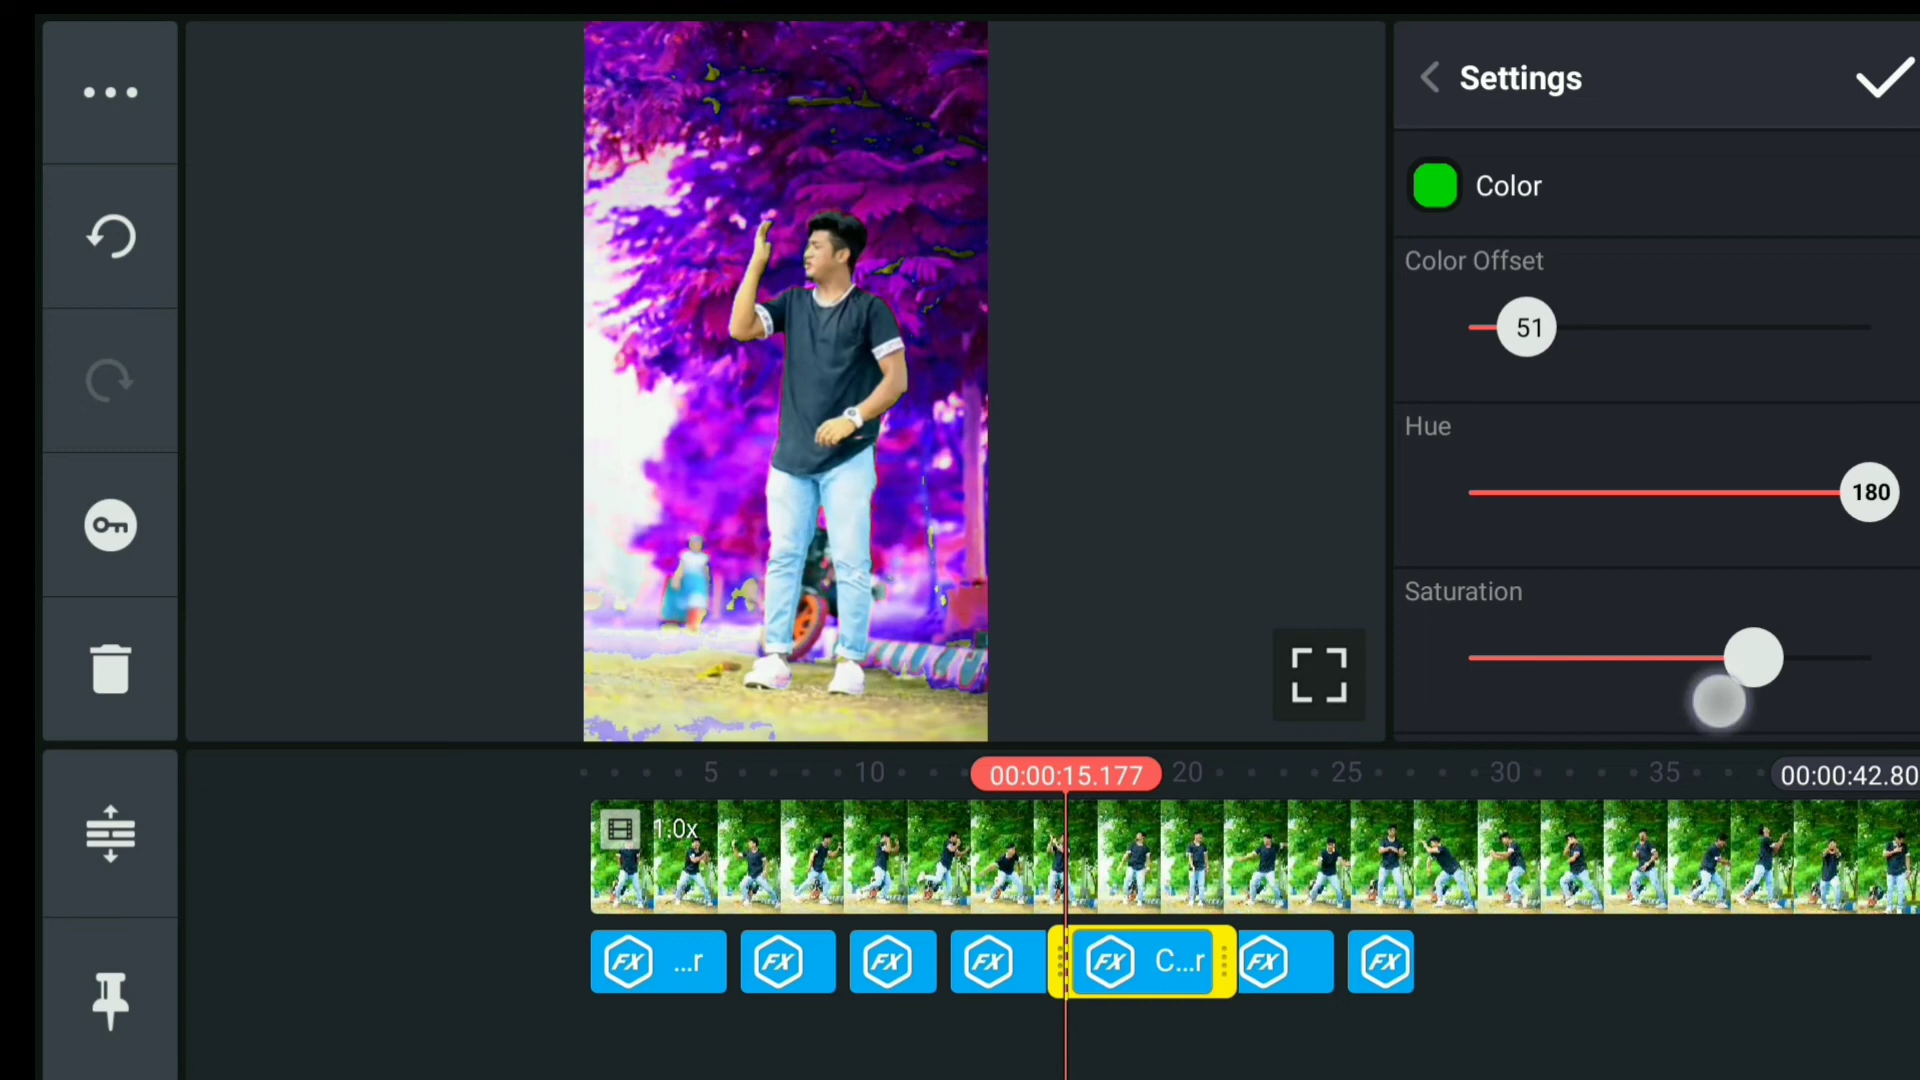 Settings
Color
Color Offset
51
Hue
180
Saturation
5
10
00:00:15.177
20
25
30
35
00:00:42.80
1.0x
FX ...r
FX
FX
FX
FX C...r
FX
FX